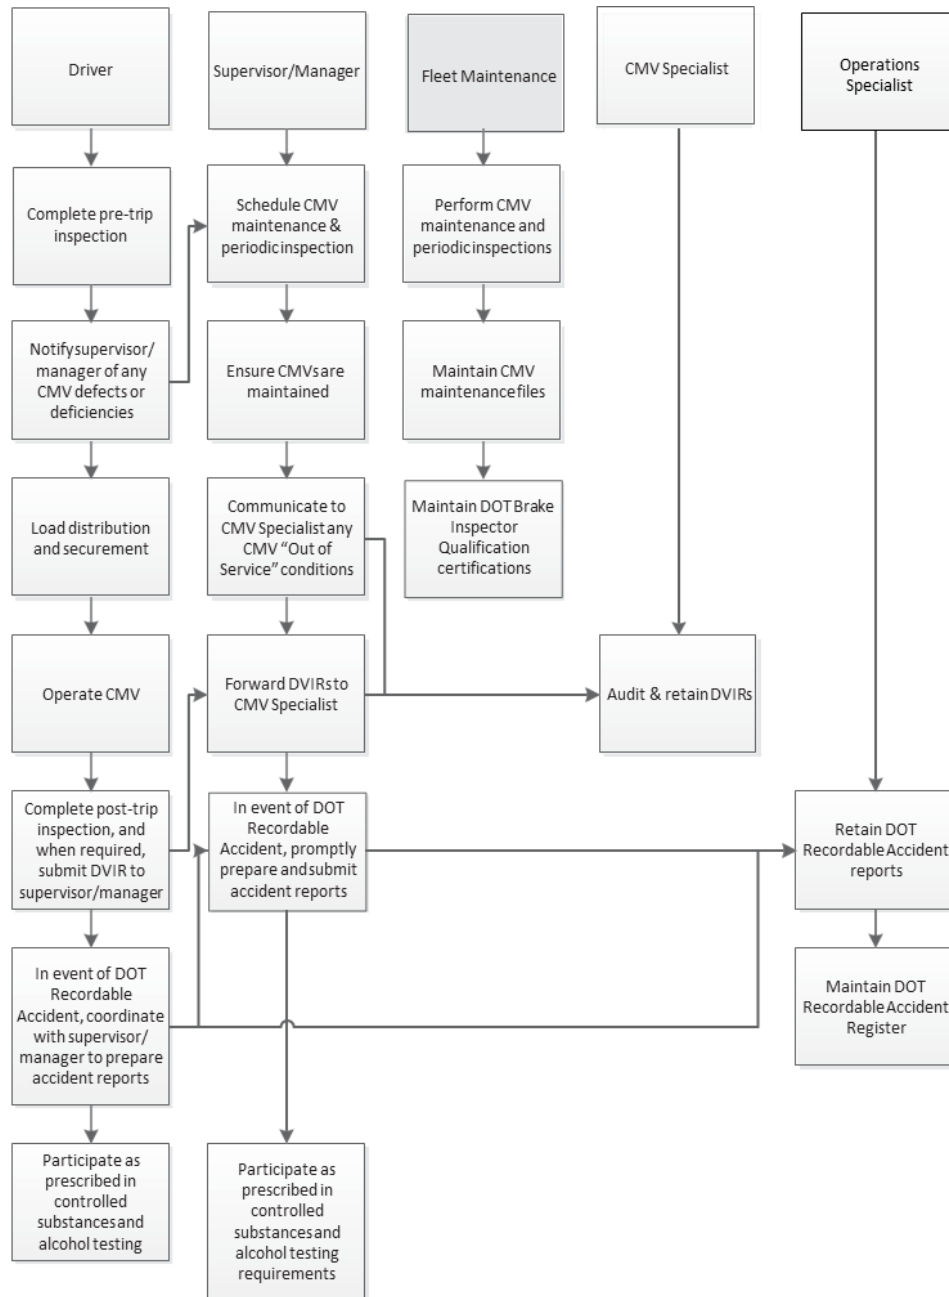 Driver
Supervisor/Manager
Fleet Maintenance
CMV Specialist
Operations
Specialist
Complete pre-trip
inspection
Schedule CMV
maintenance &
periodic inspection
Perform CMV
maintenance and
periodic inspections
Notify supervisor/
manager of any
CMV defects or
deficiencies
Ensure CMVs are
maintained
Maintain CMV
maintenance files
Load distribution
and securement
Communicate to
CMV Specialist any
CMV “Out of
Service” conditions
Maintain DOT Brake
Inspector
Qualification
certifications
Operate CMV
Forward DVIRs to
CMV Specialist
Audit & retain DVIRs
Complete post-trip
inspection, and
when required,
submit DVIR to
supervisor/manager
In event of DOT
Recordable
Accident, promptly
prepare and submit
accident reports
Retain DOT
Recordable Accident
reports
In event of DOT
Recordable
Accident, coordinate
with supervisor/
manager to prepare
accident reports
Maintain DOT
Recordable Accident
Register
Participate as
prescribed in
controlled
substances and
alcohol testing
Participate as
prescribed in
controlled
substances and
alcohol testing
requirements